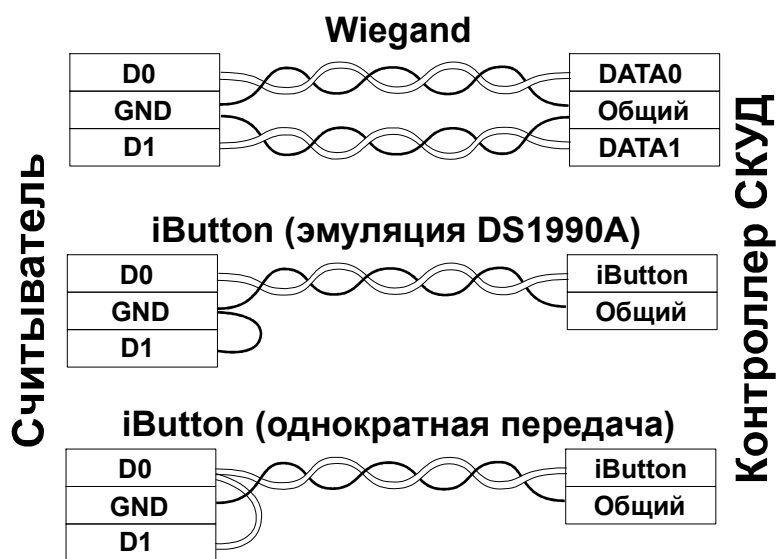 Wiegand
D0
DATA0
GND
Общий
D1
DATA1
iButton (эмуляция DS1990A)
D0
iButton
GND
Общий
D1
iButton (однократная передача)
D0
iButton
GND
Общий
D1
Считыватель
Контроллер СКУД